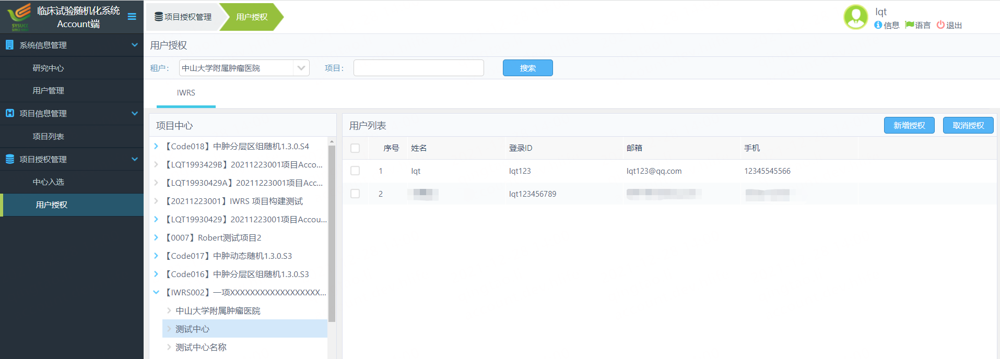 临床试验随机化系统
Account端
SYSUCC
项目授权管理
用户授权
lqt
信息
语言
退出
系统信息管理
研究中心
用户管理
项目信息管理
项目列表
项目授权管理
中心入选
用户授权
用户授权
租户：
中山大学附属肿瘤医院
项目：
搜索
IWRS
项目中心
【Code018】中肿分层区组随机1.3.0.S4
【LQT1993429B】20211223001项目Acco...
【LQT19930429A】20211223001项目Acc...
【20211223001】IWRS 项目构建测试
【LQT19930429】20211223001项目Accou...
【0007】Robert测试项目2
【Code017】中肿动态随机1.3.0.S3
【Code016】中肿分层区组随机1.3.0.S3
【IWRS002】一项XXXXXXXXXXXXXXXXXX...
中山大学附属肿瘤医院
测试中心
测试中心名称
用户列表
新增授权
取消授权
序号 姓名 登录ID 邮箱 手机
1 lqt lqt123 lqt123@qq.com 12345545566
2 lqt123456789